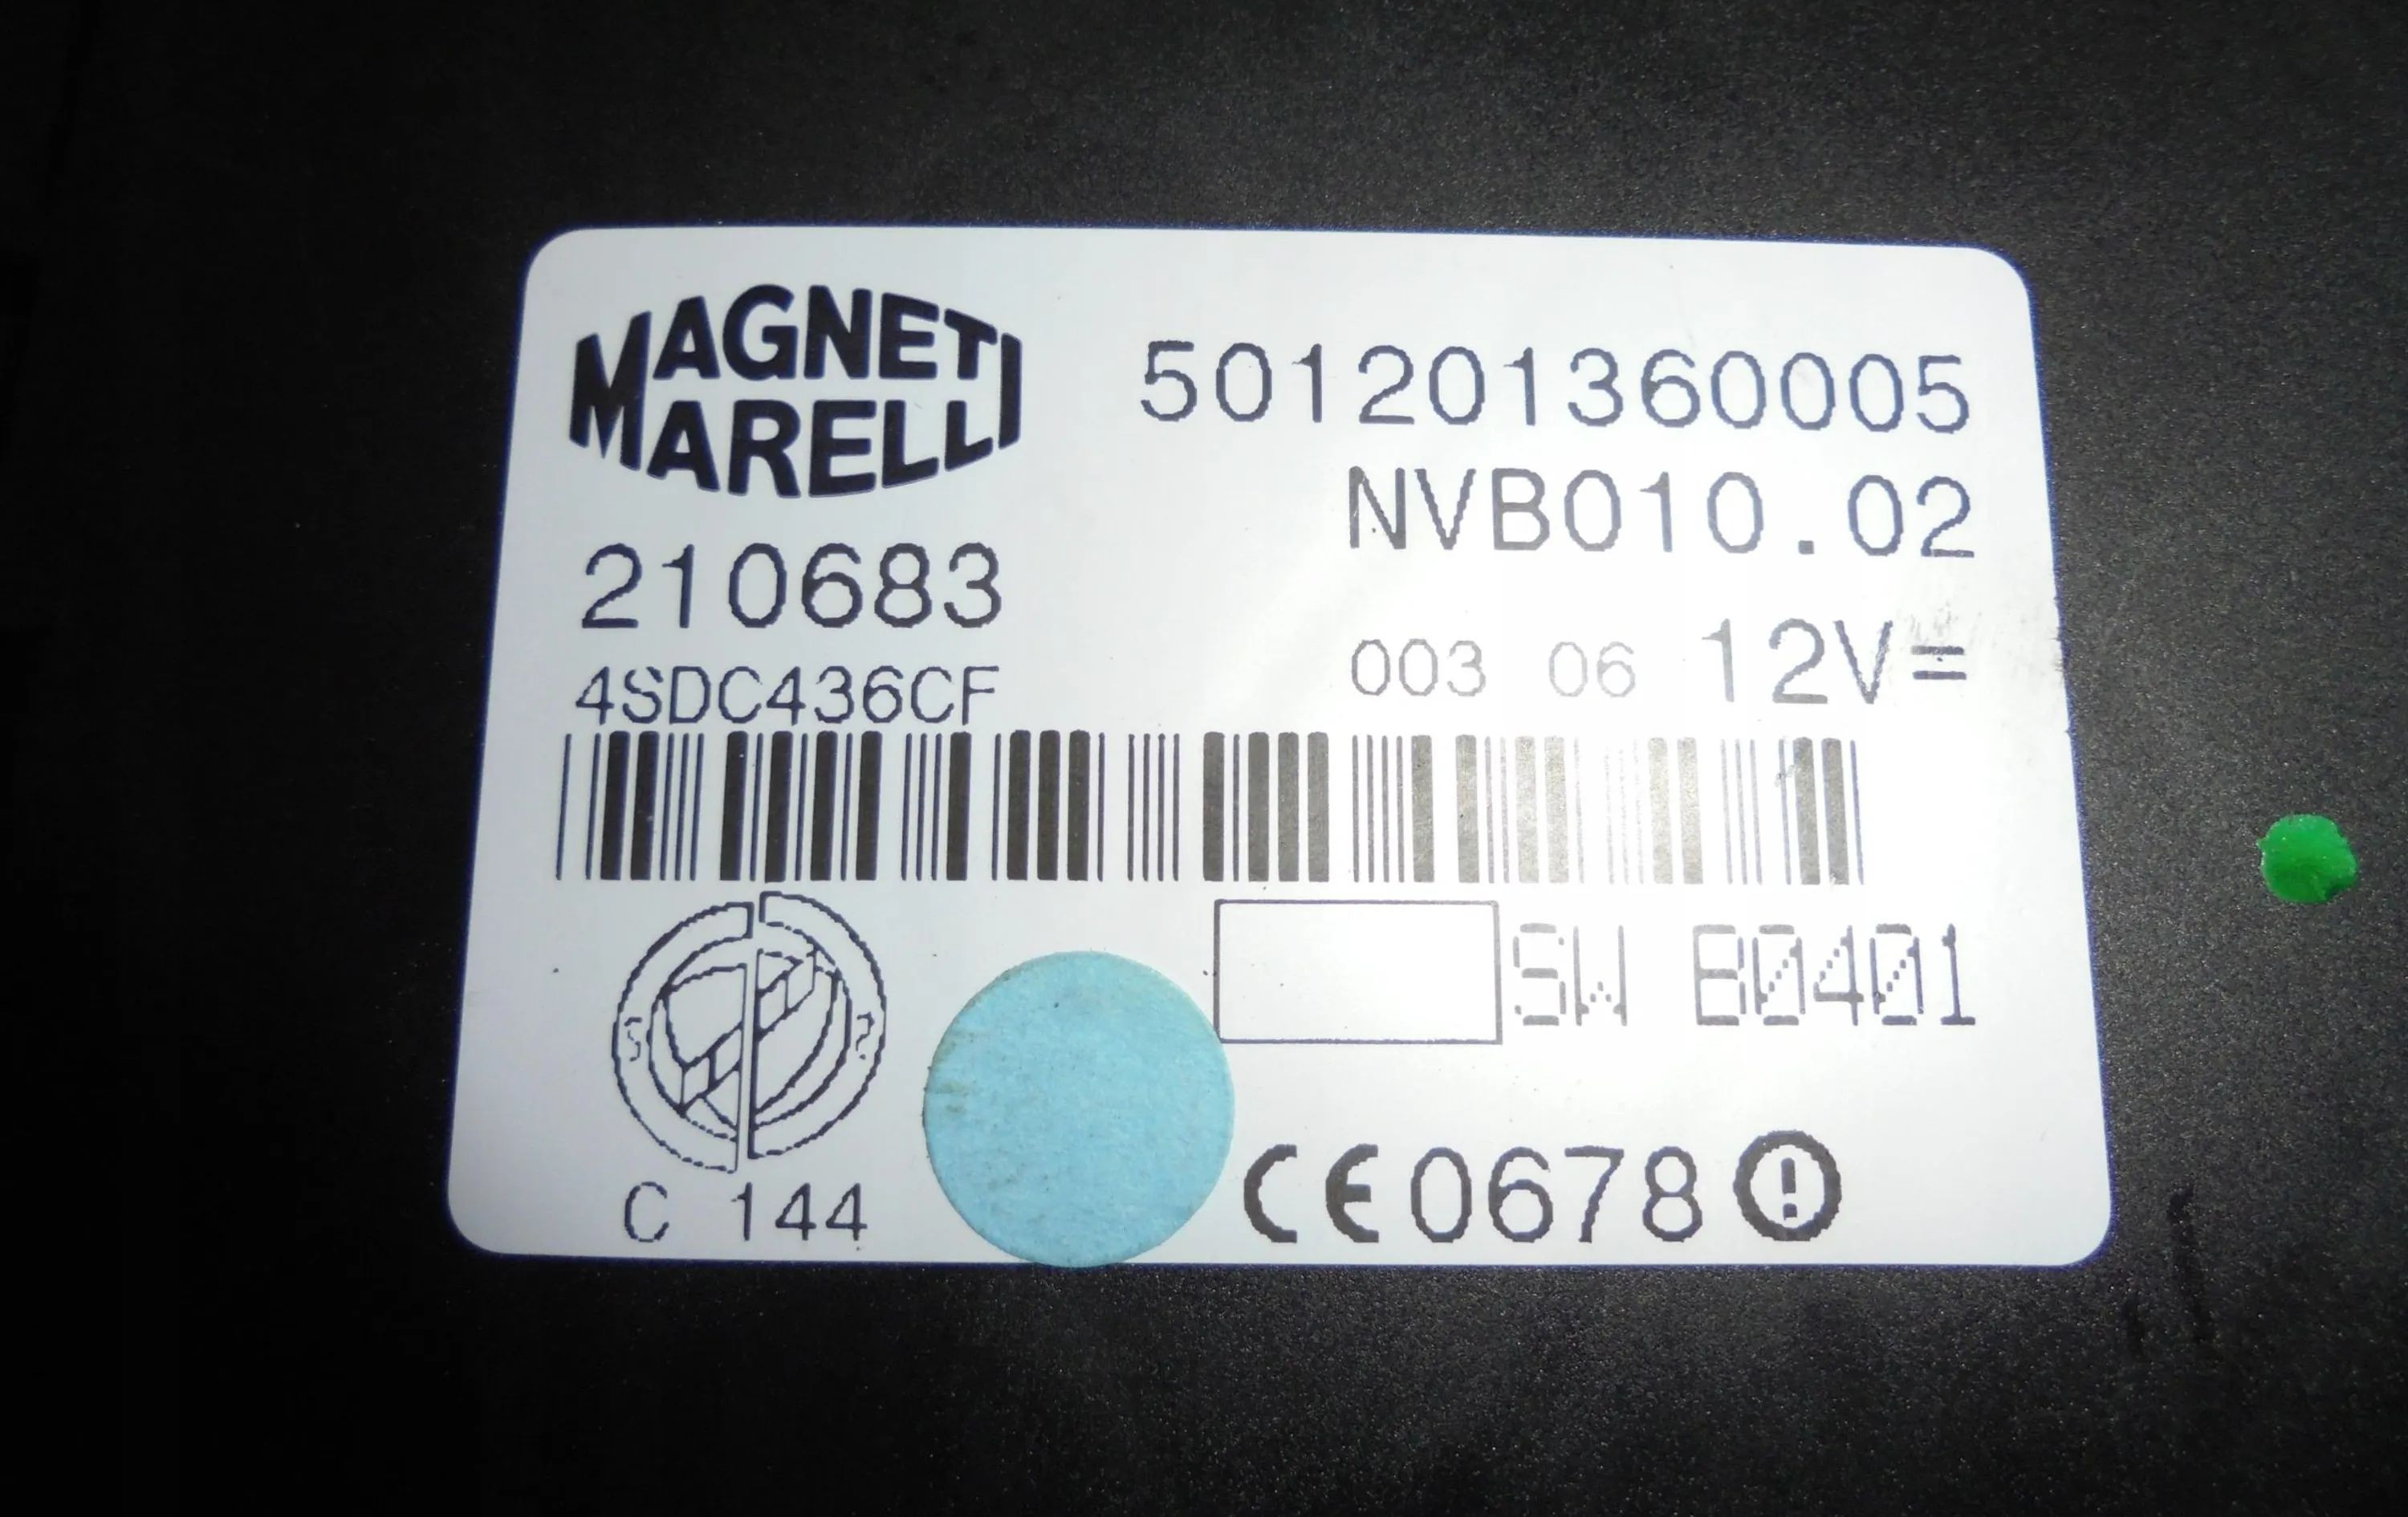 MAGNETI
MARELLI
501201360005
NVB010.02
210683
003 06 12V=
4SDC436CF
SW B0401
C 144
CE0678